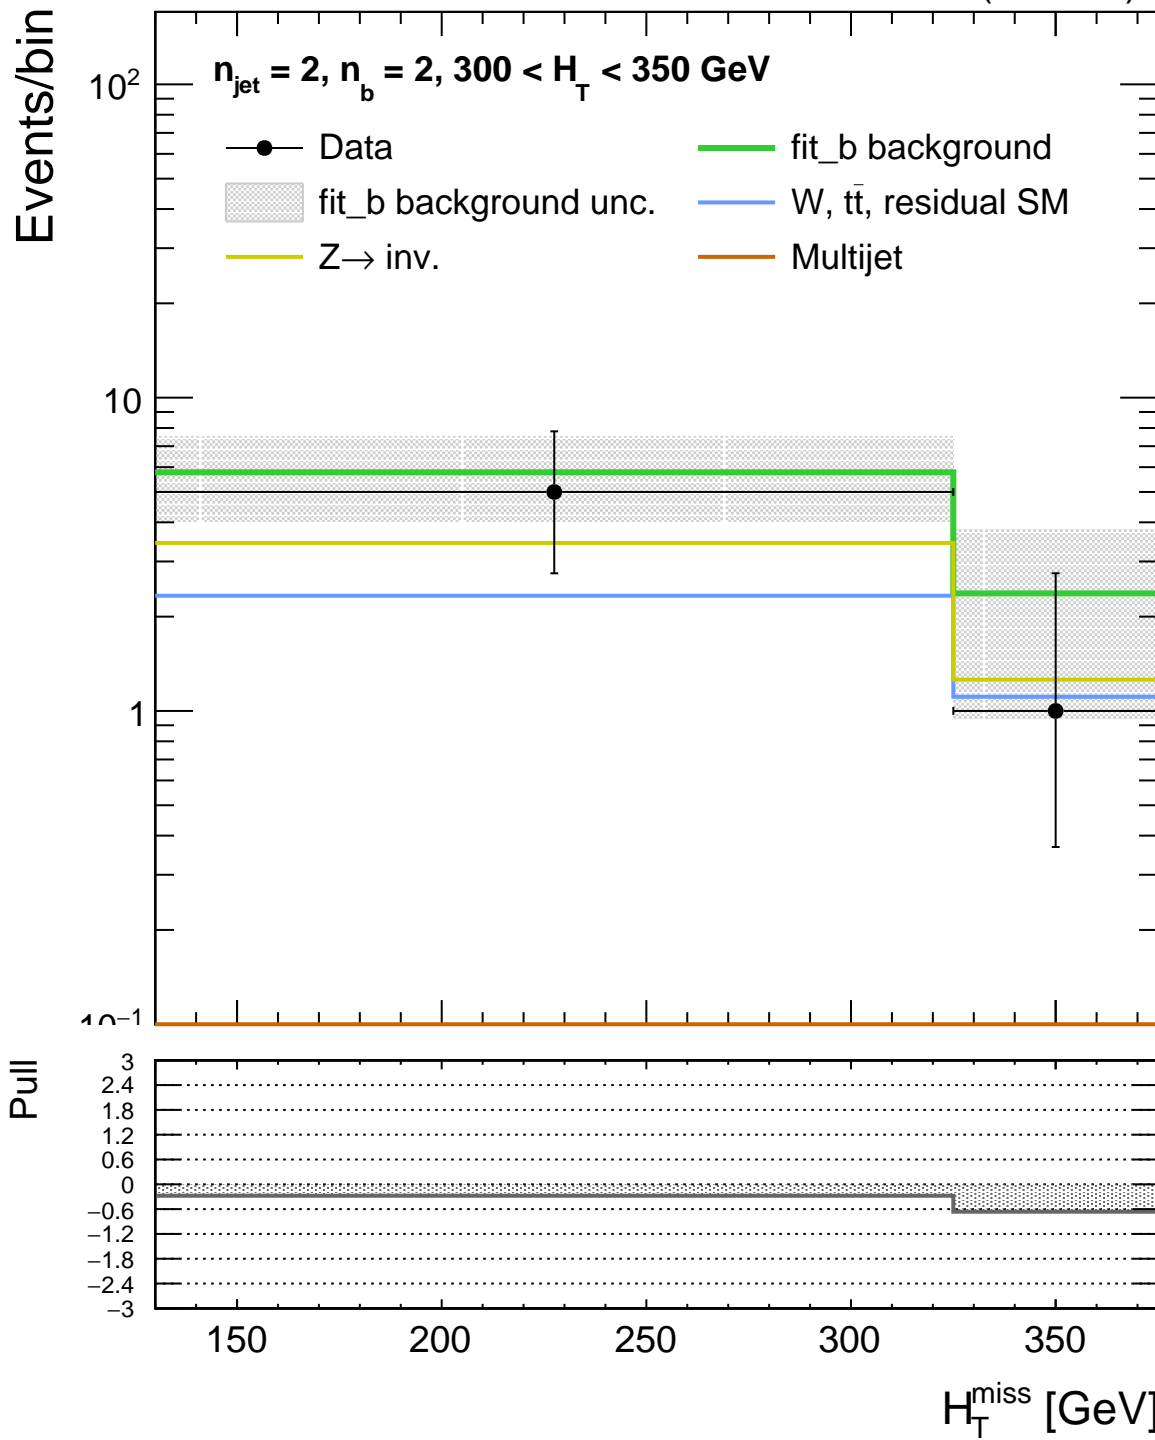 n_jet = 2, n_b = 2, 300 < H_T < 350 GeV
Data
fit_b background
fit_b background unc.
W, tt̄, residual SM
Z→ inv.
Multijet
Events/bin
10²
10
1
10⁻¹
Pull
3
2.4
1.8
1.2
0.6
0
−0.6
−1.2
−1.8
−2.4
−3
150
200
250
300
350
H_T^miss [GeV]